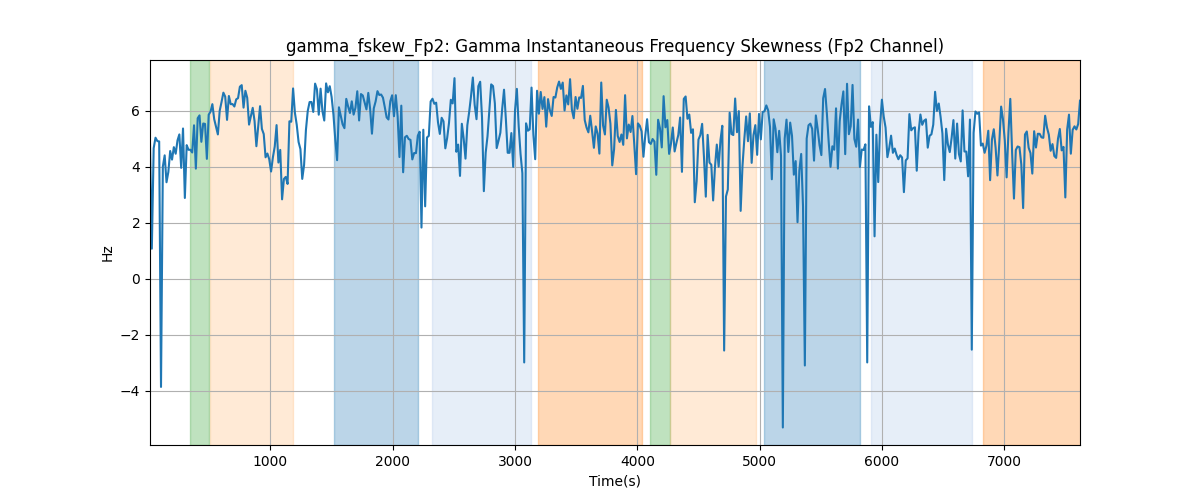 gamma_fskew_Fp2: Gamma Instantaneous Frequency Skewness (Fp2 Channel)
Hz
6
4
2
0
−2
−4
1000 2000 3000 4000 5000 6000 7000
Time(s)